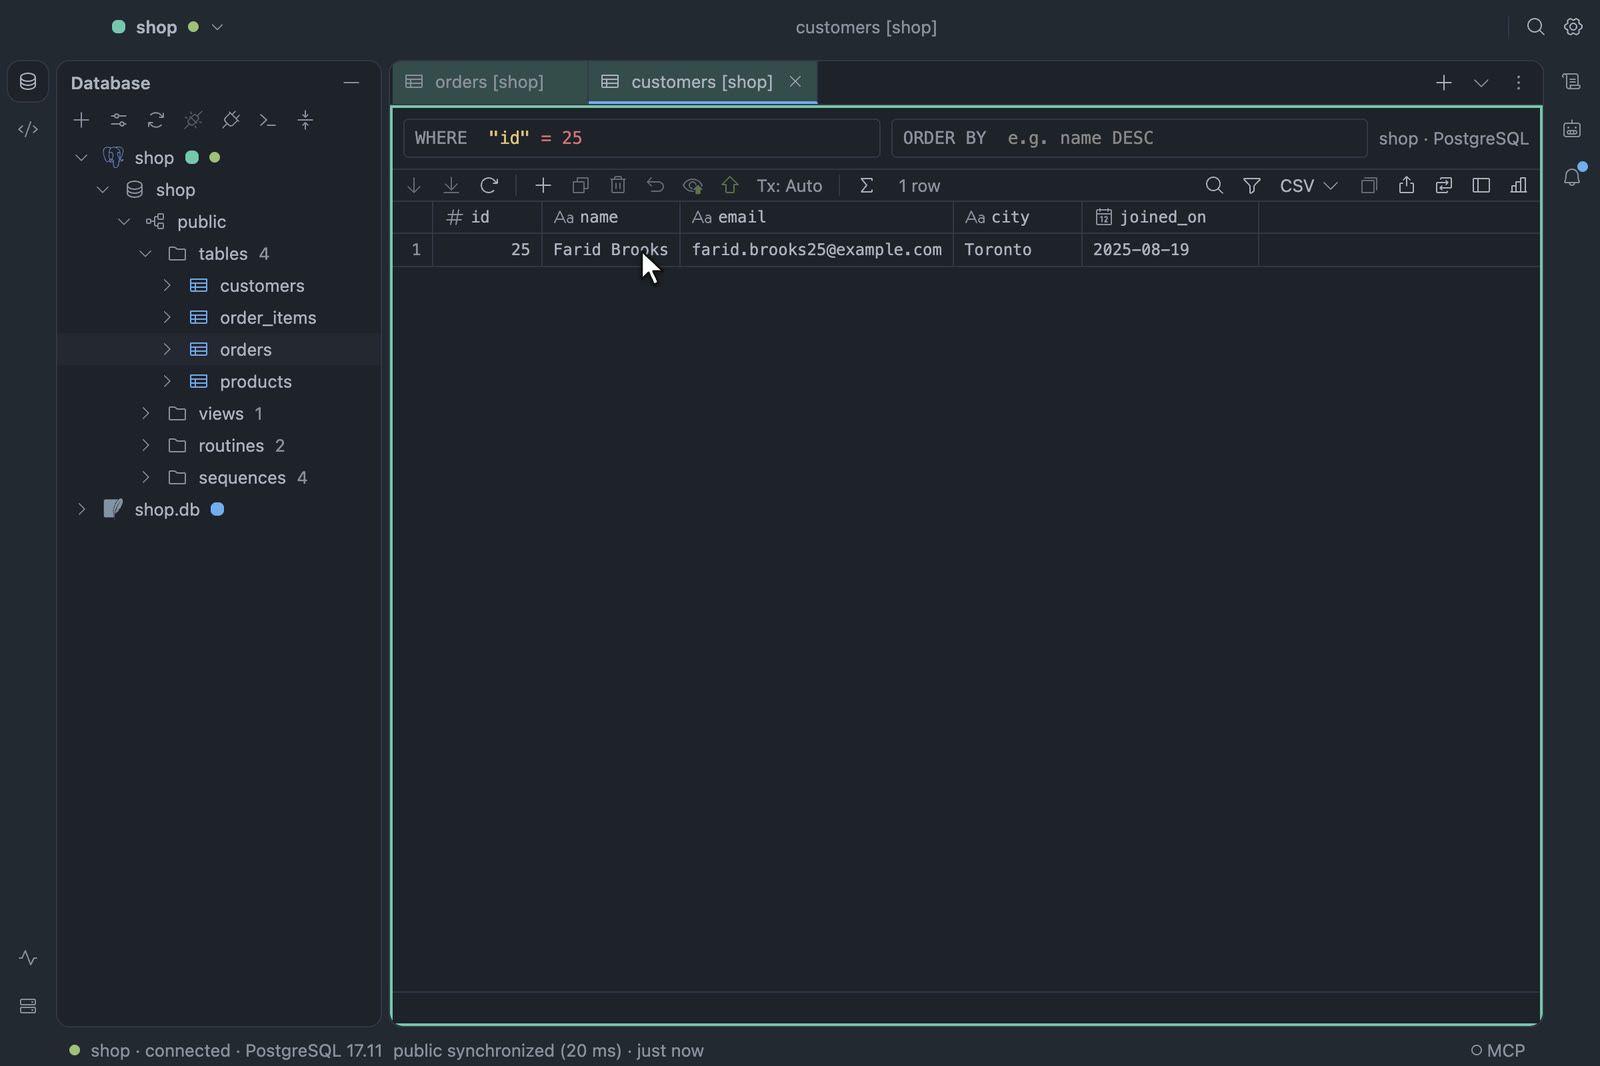 shop
customers [shop]
Database
orders [shop]
customers [shop]
WHERE "id" = 25
ORDER BY e.g. name DESC
shop · PostgreSQL
Tx: Auto
1 row
CSV
id
Aa name
Aa email
Aa city
12 joined_on
1 25 Farid Brooks farid.brooks25@example.com Toronto 2025-08-19
shop
shop
public
tables 4
customers
order_items
orders
products
views 1
routines 2
sequences 4
shop.db
shop · connected · PostgreSQL 17.11 public synchronized (20 ms) · just now
MCP